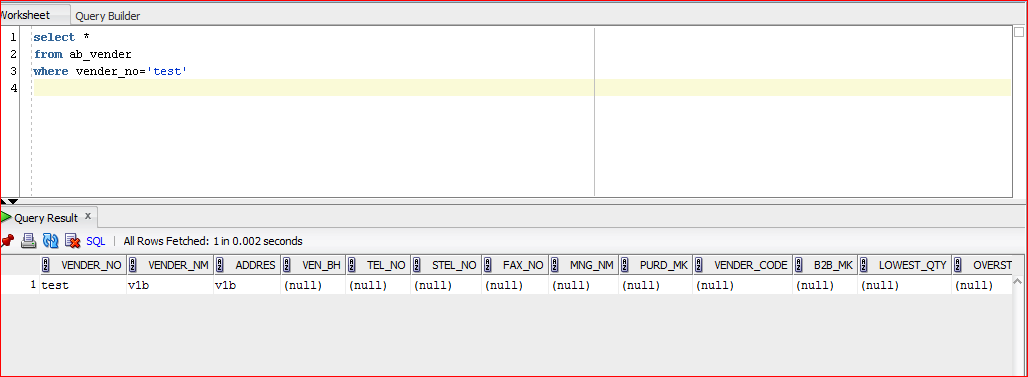 Worksheet Query Builder
1 select *
2 from ab_vender
3 where vender_no='test'
4
Query Result x
SQL | All Rows Fetched: 1 in 0.002 seconds
VENDER_NO VENDER_NM ADDRES VEN_BH TEL_NO STEL_NO FAX_NO MNG_NM PURD_MK VENDER_CODE B2B_MK LOWEST_QTY OVERST
1 test v1b v1b (null) (null) (null) (null) (null) (null) (null) (null) (null) (null)